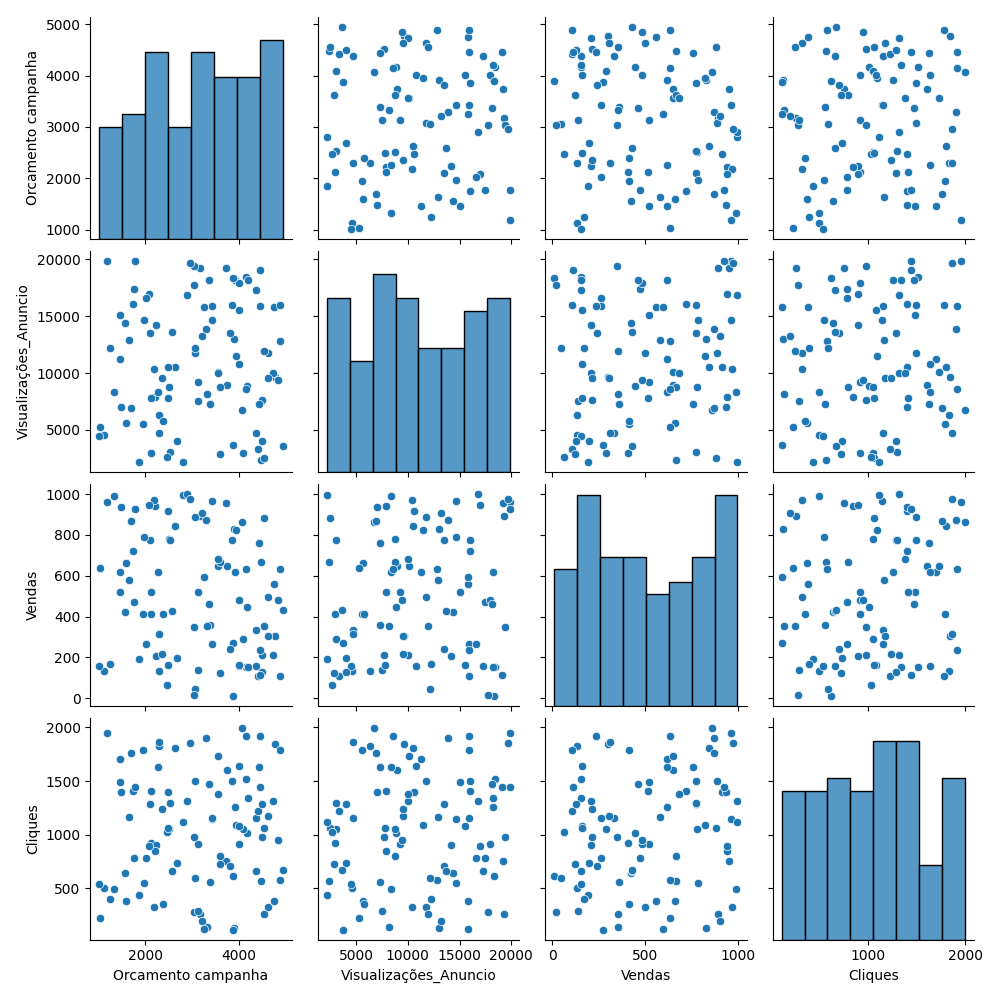 5000
4000
3000
2000
1000
Orcamento campanha
20000
15000
10000
5000
Visualizações_Anuncio
1000
800
600
400
200
0
Vendas
2000
1500
1000
500
Cliques
2000 4000
5000 10000 15000 20000
0 500 1000
1000 2000
Orcamento campanha
Visualizações_Anuncio
Vendas
Cliques